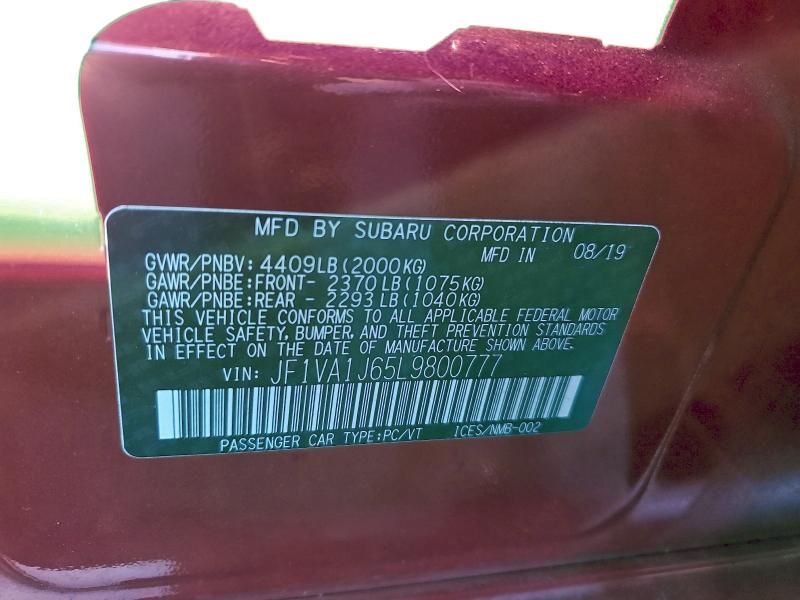 MFD BY SUBARU CORPORATION
MFD IN 08/19
GVWR/PNBV: 4409LB(2000KG)
GAWR/PNBE:FRONT- 2370LB(1075KG)
GAWR/PNBE:REAR - 2293LB(1040KG)
THIS VEHICLE CONFORMS TO ALL APPLICABLE FEDERAL MOTOR
VEHICLE SAFETY, BUMPER, AND THEFT PREVENTION STANDARDS
IN EFFECT ON THE DATE OF MANUFACTURE SHOWN ABOVE.
VIN: JF1VA1J65L9800777
PASSENGER CAR TYPE:PC/VT ICES/NMB-002